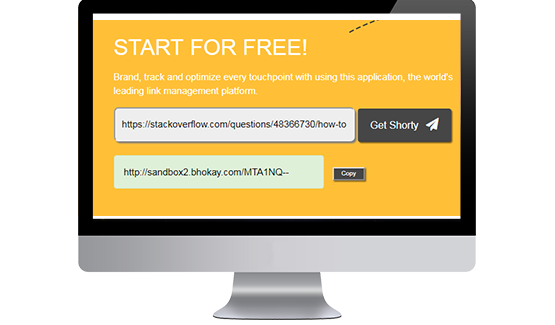 START FOR FREE!
Brand, track and optimize every touchpoint with using this application, the world's
leading link management platform.
https://stackoverflow.com/questions/48366730/how-to
Get Shorty
http://sandbox2.bhokay.com/MTA1NQ--
Copy